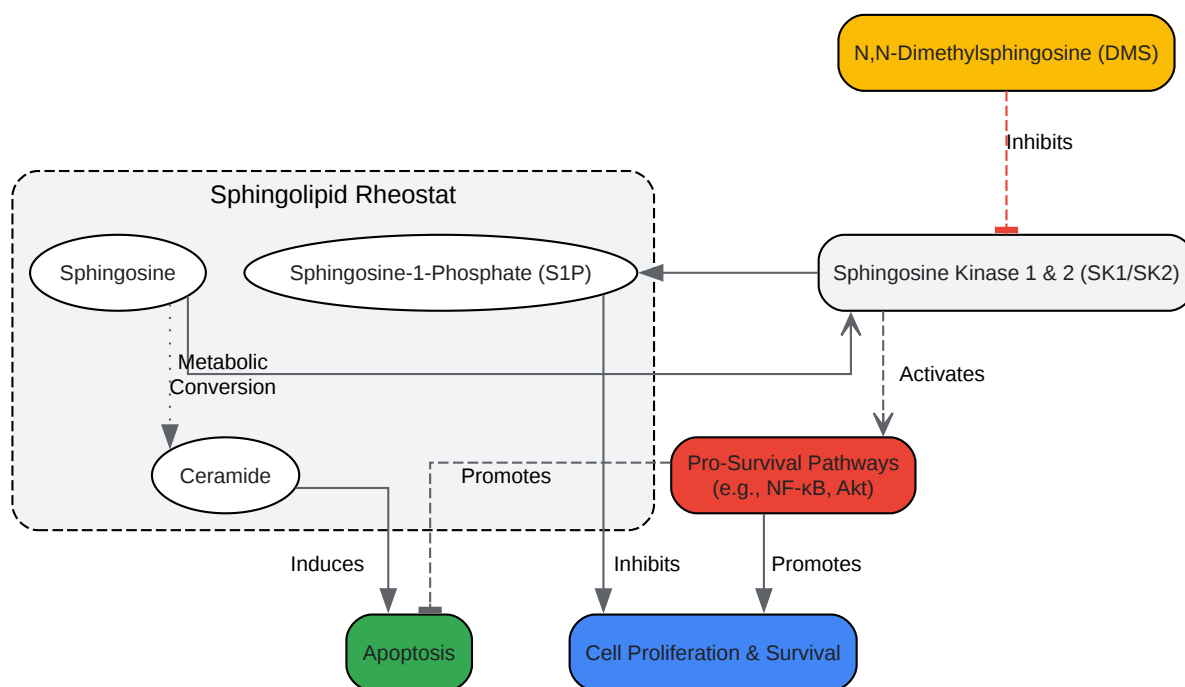 N,N-Dimethylsphingosine (DMS)
Inhibits
Sphingolipid Rheostat
Sphingosine
Sphingosine-1-Phosphate (S1P)
Sphingosine Kinase 1 & 2 (SK1/SK2)
Metabolic
Conversion
Activates
Ceramide
Promotes
Pro-Survival Pathways
(e.g., NF-κB, Akt)
Induces
Inhibits
Promotes
Apoptosis
Cell Proliferation & Survival